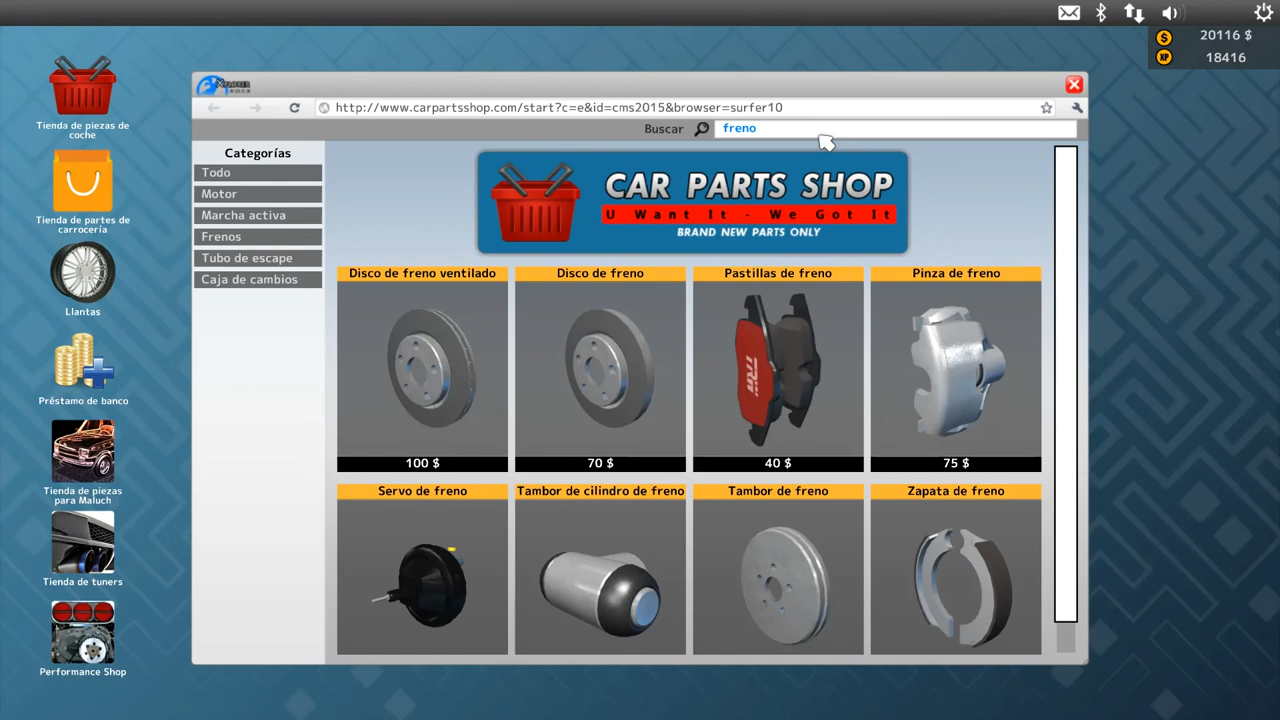 20116 $
18416
Tienda de piezas de
coche
Tienda de partes de
carrocería
Llantas
Préstamo de banco
Tienda de piezas
para Maluch
Tienda de tuners
Performance Shop
http://www.carpartsshop.com/start?c=e&id=cms2015&browser=surfer10
Buscar
freno
Categorías
Todo
Motor
Marcha activa
Frenos
Tubo de escape
Caja de cambios
CAR PARTS SHOP
U Want It - We Got It
BRAND NEW PARTS ONLY
Disco de freno ventilado
Disco de freno
Pastillas de freno
Pinza de freno
TRW
100 $
70 $
40 $
75 $
Servo de freno
Tambor de cilindro de freno
Tambor de freno
Zapata de freno